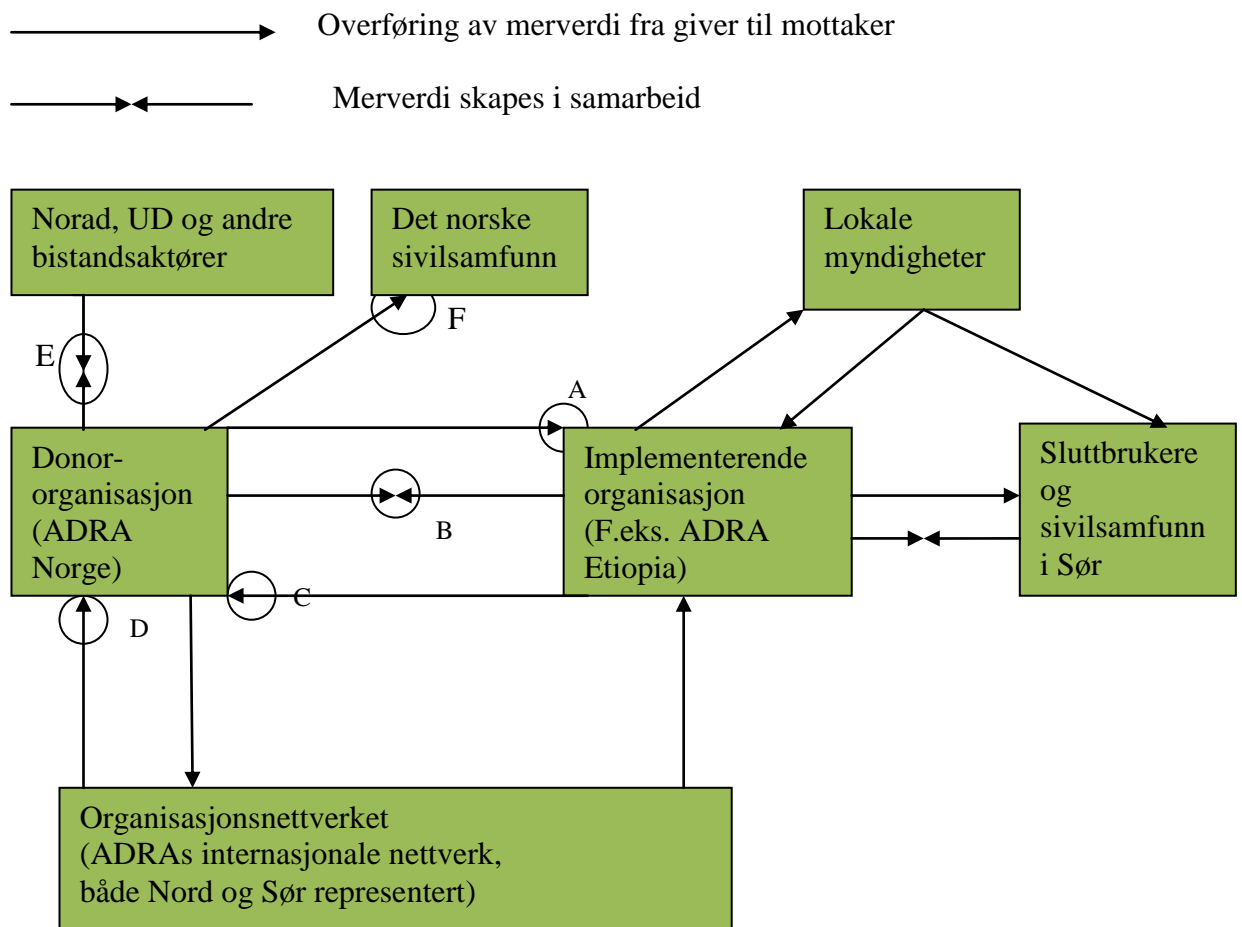 Overføring av merverdi fra giver til mottaker
Merverdi skapes i samarbeid
Norad, UD og andre
bistandsaktører
Det norske
sivilsamfunn
Lokale
myndigheter
E
F
A
Donor-
organisasjon
(ADRA
Norge)
B
C
D
Implementerende
organisasjon
(F.eks. ADRA
Etiopia)
Sluttbrukere
og
sivilsamfunn
i Sør
Organisasjonsnettverket
(ADRAs internasjonale nettverk,
både Nord og Sør representert)